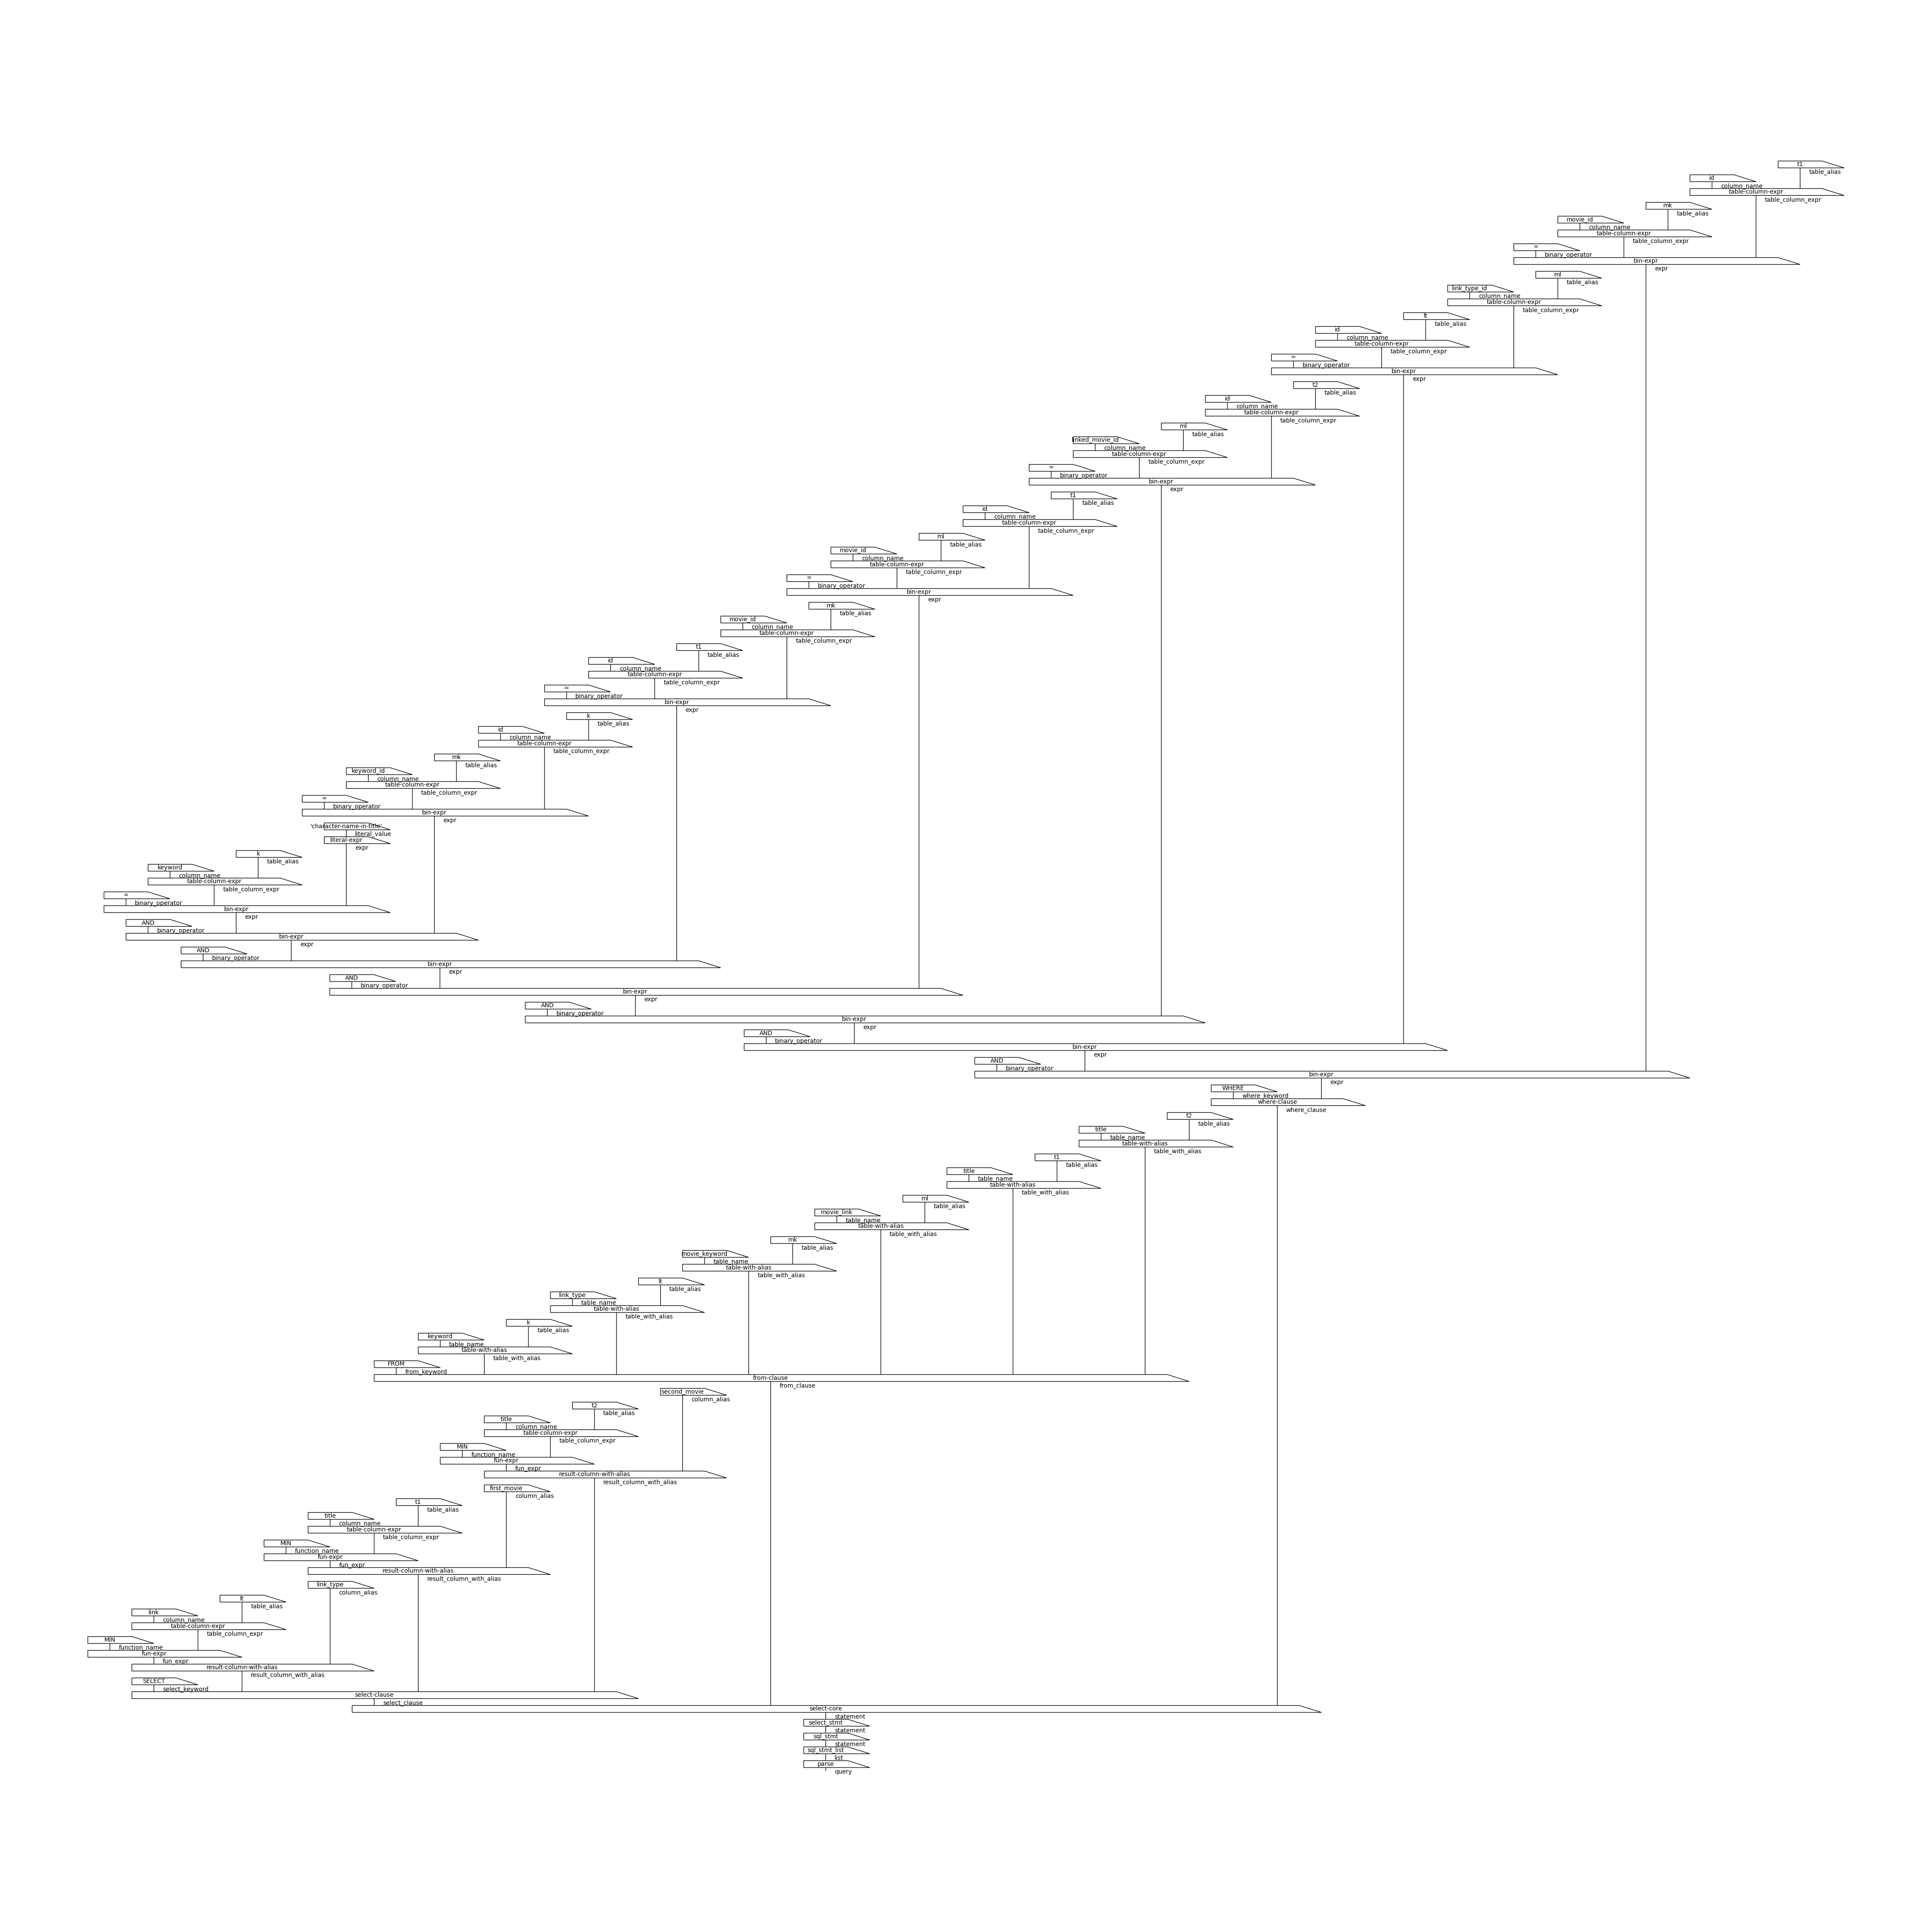 t1
table_alias
id
column_name
table-column-expr
table_column_expr
mk
table_alias
movie_id
column_name
table-column-expr
table_column_expr
=
binary_operator
bin-expr
expr
ml
table_alias
link_type_id
column_name
table-column-expr
table_column_expr
lt
table_alias
id
column_name
table-column-expr
table_column_expr
=
binary_operator
bin-expr
expr
t2
table_alias
id
column_name
table-column-expr
table_column_expr
ml
table_alias
linked_movie_id
column_name
table-column-expr
table_column_expr
=
binary_operator
bin-expr
expr
t1
table_alias
id
column_name
table-column-expr
table_column_expr
ml
table_alias
movie_id
column_name
table-column-expr
table_column_expr
=
binary_operator
bin-expr
expr
mk
table_alias
movie_id
column_name
table-column-expr
table_column_expr
t1
table_alias
id
column_name
table-column-expr
table_column_expr
=
binary_operator
bin-expr
expr
k
table_alias
id
column_name
table-column-expr
table_column_expr
mk
table_alias
keyword_id
column_name
table-column-expr
table_column_expr
=
binary_operator
bin-expr
expr
'character-name-in-title'
literal_value
literal-expr
expr
k
table_alias
keyword
column_name
table-column-expr
table_column_expr
=
binary_operator
bin-expr
expr
AND
binary_operator
bin-expr
expr
AND
binary_operator
bin-expr
expr
AND
binary_operator
bin-expr
expr
AND
binary_operator
bin-expr
expr
AND
binary_operator
bin-expr
expr
AND
binary_operator
bin-expr
expr
WHERE
where_keyword
where-clause
where_clause
t2
table_alias
title
table_name
table-with-alias
table_with_alias
t1
table_alias
title
table_name
table-with-alias
table_with_alias
ml
table_alias
movie_link
table_name
table-with-alias
table_with_alias
mk
table_alias
movie_keyword
table_name
table-with-alias
table_with_alias
lt
table_alias
link_type
table_name
table-with-alias
table_with_alias
k
table_alias
keyword
table_name
table-with-alias
table_with_alias
FROM
from_keyword
from-clause
from_clause
second_movie
column_alias
t2
table_alias
title
column_name
table-column-expr
table_column_expr
MIN
function_name
fun-expr
fun_expr
result-column-with-alias
result_column_with_alias
first_movie
column_alias
t1
table_alias
title
column_name
table-column-expr
table_column_expr
MIN
function_name
fun-expr
fun_expr
result-column-with-alias
result_column_with_alias
link_type
column_alias
lt
table_alias
link
column_name
table-column-expr
table_column_expr
MIN
function_name
fun-expr
fun_expr
result-column-with-alias
result_column_with_alias
SELECT
select_keyword
select-clause
select_clause
select-core
statement
select_stmt
statement
sql_stmt
statement
sql_stmt_list
list
parse
query